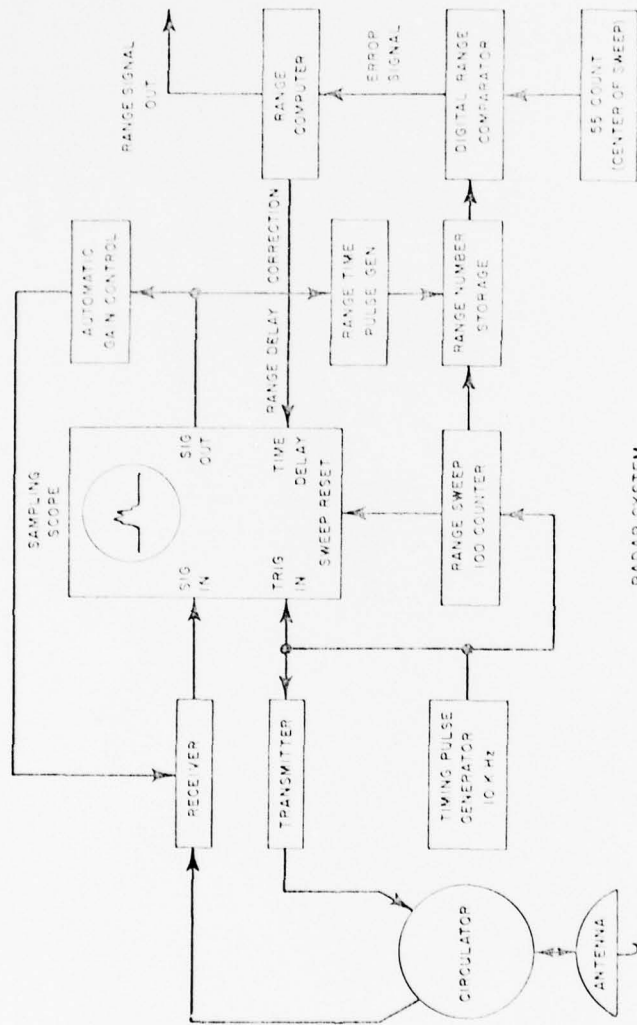 SAMPLING
SCOPE
AUTOMATIC
GAIN CONTROL
RANGE SIGNAL
OUT
RECEIVER
SIG
IN
SIG
OUT
RANGE
COMPUTER
TRANSMITTER
TRIG
IN
TIME
DELAY
RANGE DELAY CORRECTION
SWEEP RESET
ERROR
SIGNAL
CIRCULATOR
TIMING PULSE
GENERATOR
10 KHz
RANGE SWEEP
100 COUNTER
RANGE TIME
PULSE GEN
RANGE NUMBER
STORAGE
DIGITAL RANGE
COMPARATOR
ANTENNA
55 COUNT
(CENTER OF SWEEP)
RADAR SYSTEM